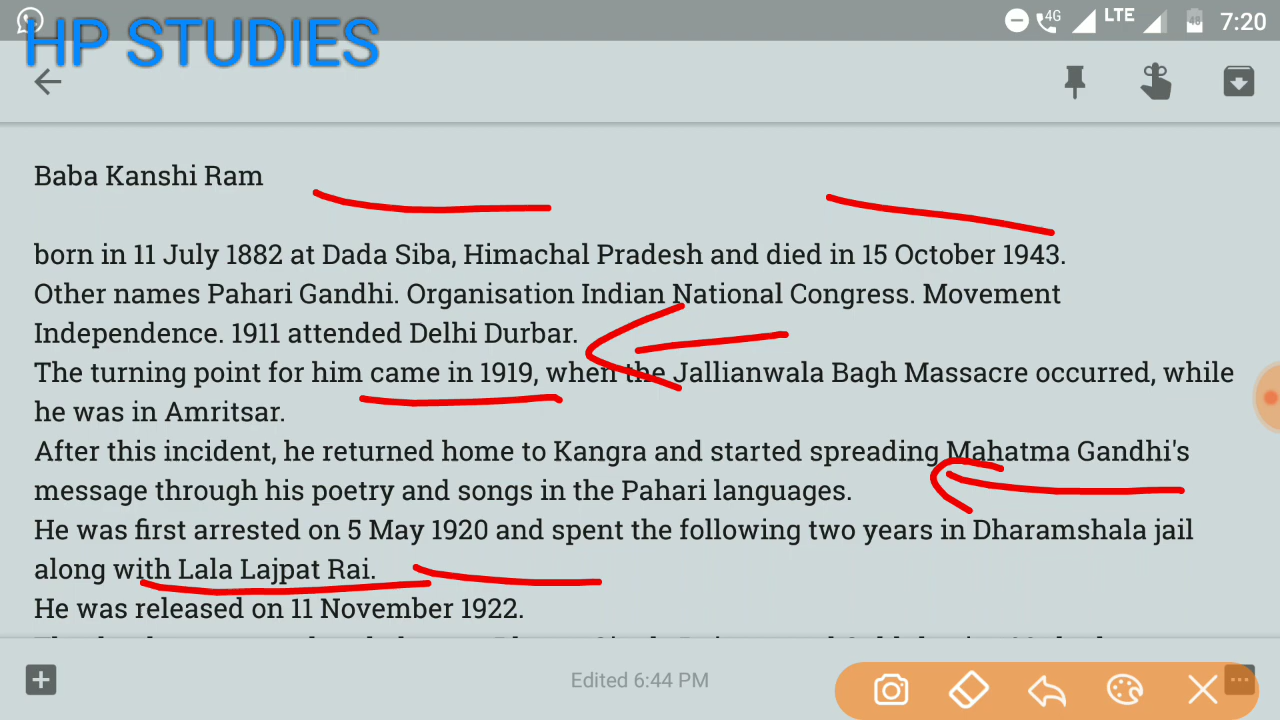 HP STUDIES
4G LTE 48 7:20
Baba Kanshi Ram
born in 11 July 1882 at Dada Siba, Himachal Pradesh and died in 15 October 1943.
Other names Pahari Gandhi. Organisation Indian National Congress. Movement
Independence. 1911 attended Delhi Durbar.
The turning point for him came in 1919, when the Jallianwala Bagh Massacre occurred, while
he was in Amritsar.
After this incident, he returned home to Kangra and started spreading Mahatma Gandhi's
message through his poetry and songs in the Pahari languages.
He was first arrested on 5 May 1920 and spent the following two years in Dharamshala jail
along with Lala Lajpat Rai.
He was released on 11 November 1922.
Edited 6:44 PM